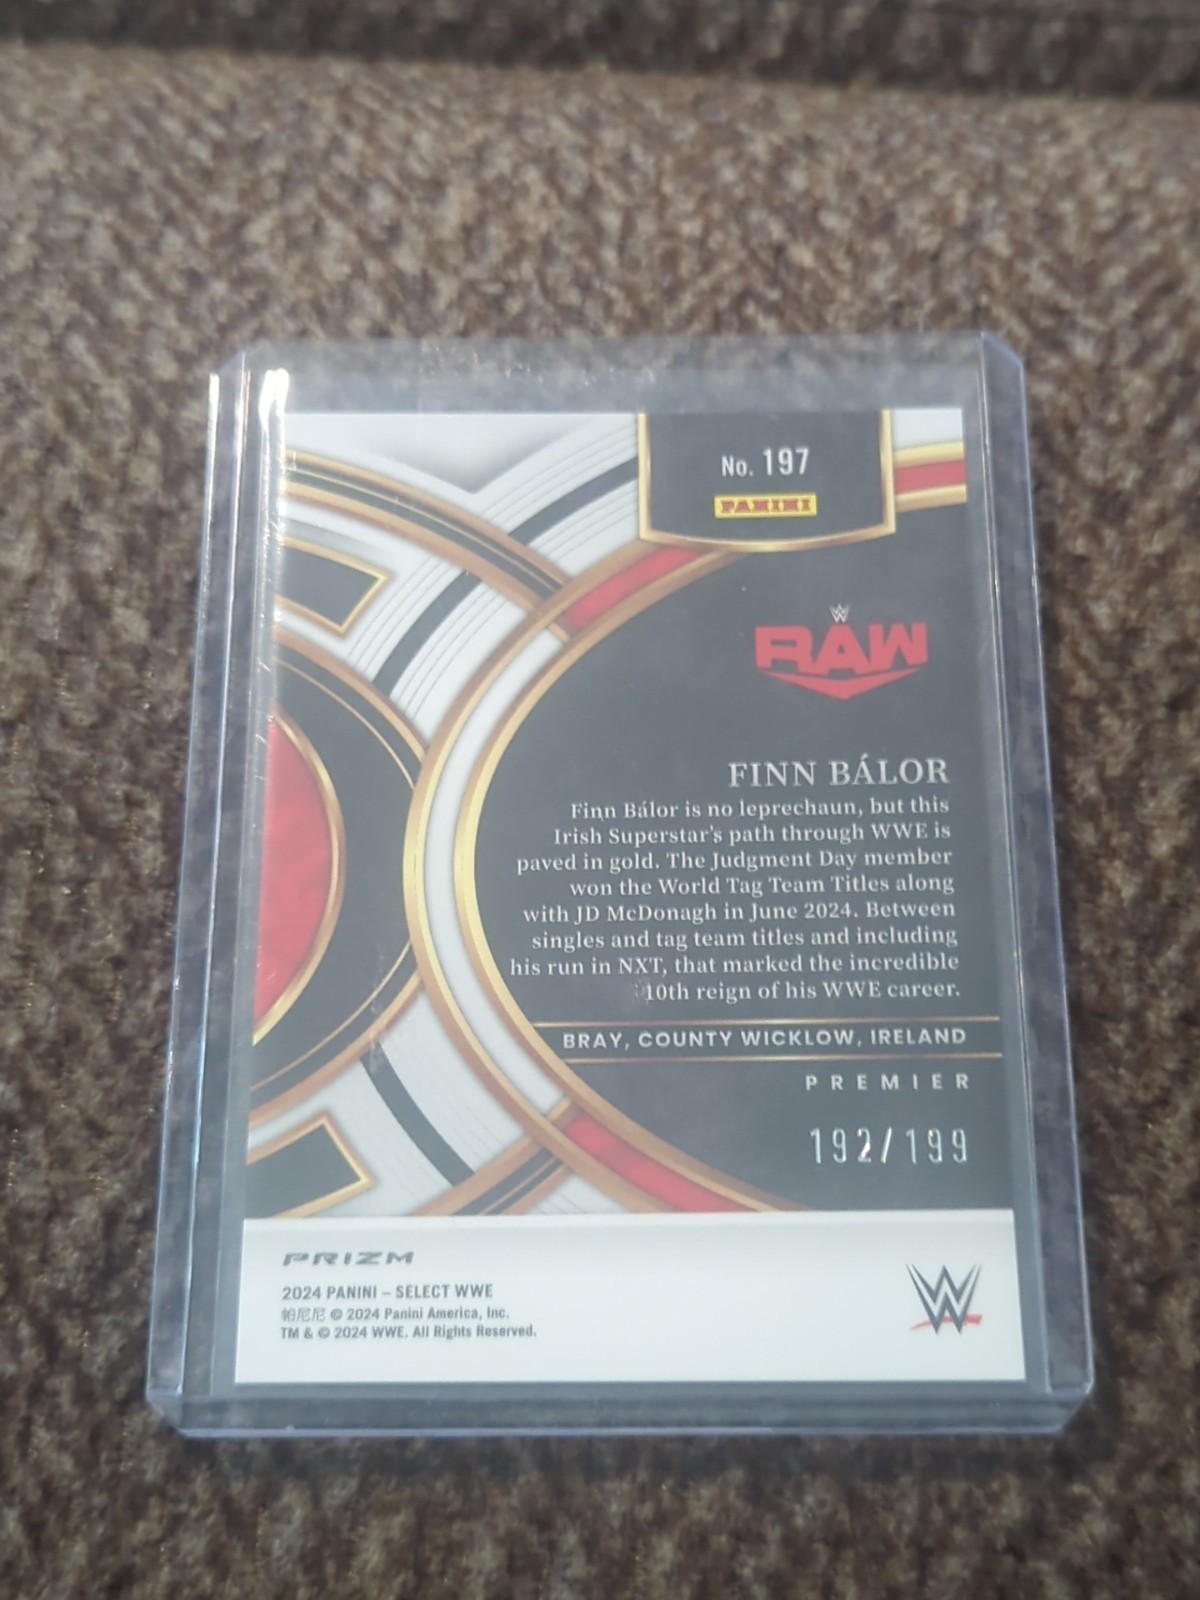 No. 197
PANINI
W
RAW
FINN BÁLOR
Finn Bálor is no leprechaun, but this
Irish Superstar's path through WWE is
paved in gold. The Judgment Day member
won the World Tag Team Titles along
with JD McDonagh in June 2024. Between
singles and tag team titles and including
his run in NXT, that marked the incredible
10th reign of his WWE career.
BRAY, COUNTY WICKLOW, IRELAND
PREMIER
192/199
PRIZM
2024 PANINI – SELECT WWE
帕尼尼 © 2024 Panini America, Inc.
TM & © 2024 WWE. All Rights Reserved.
W